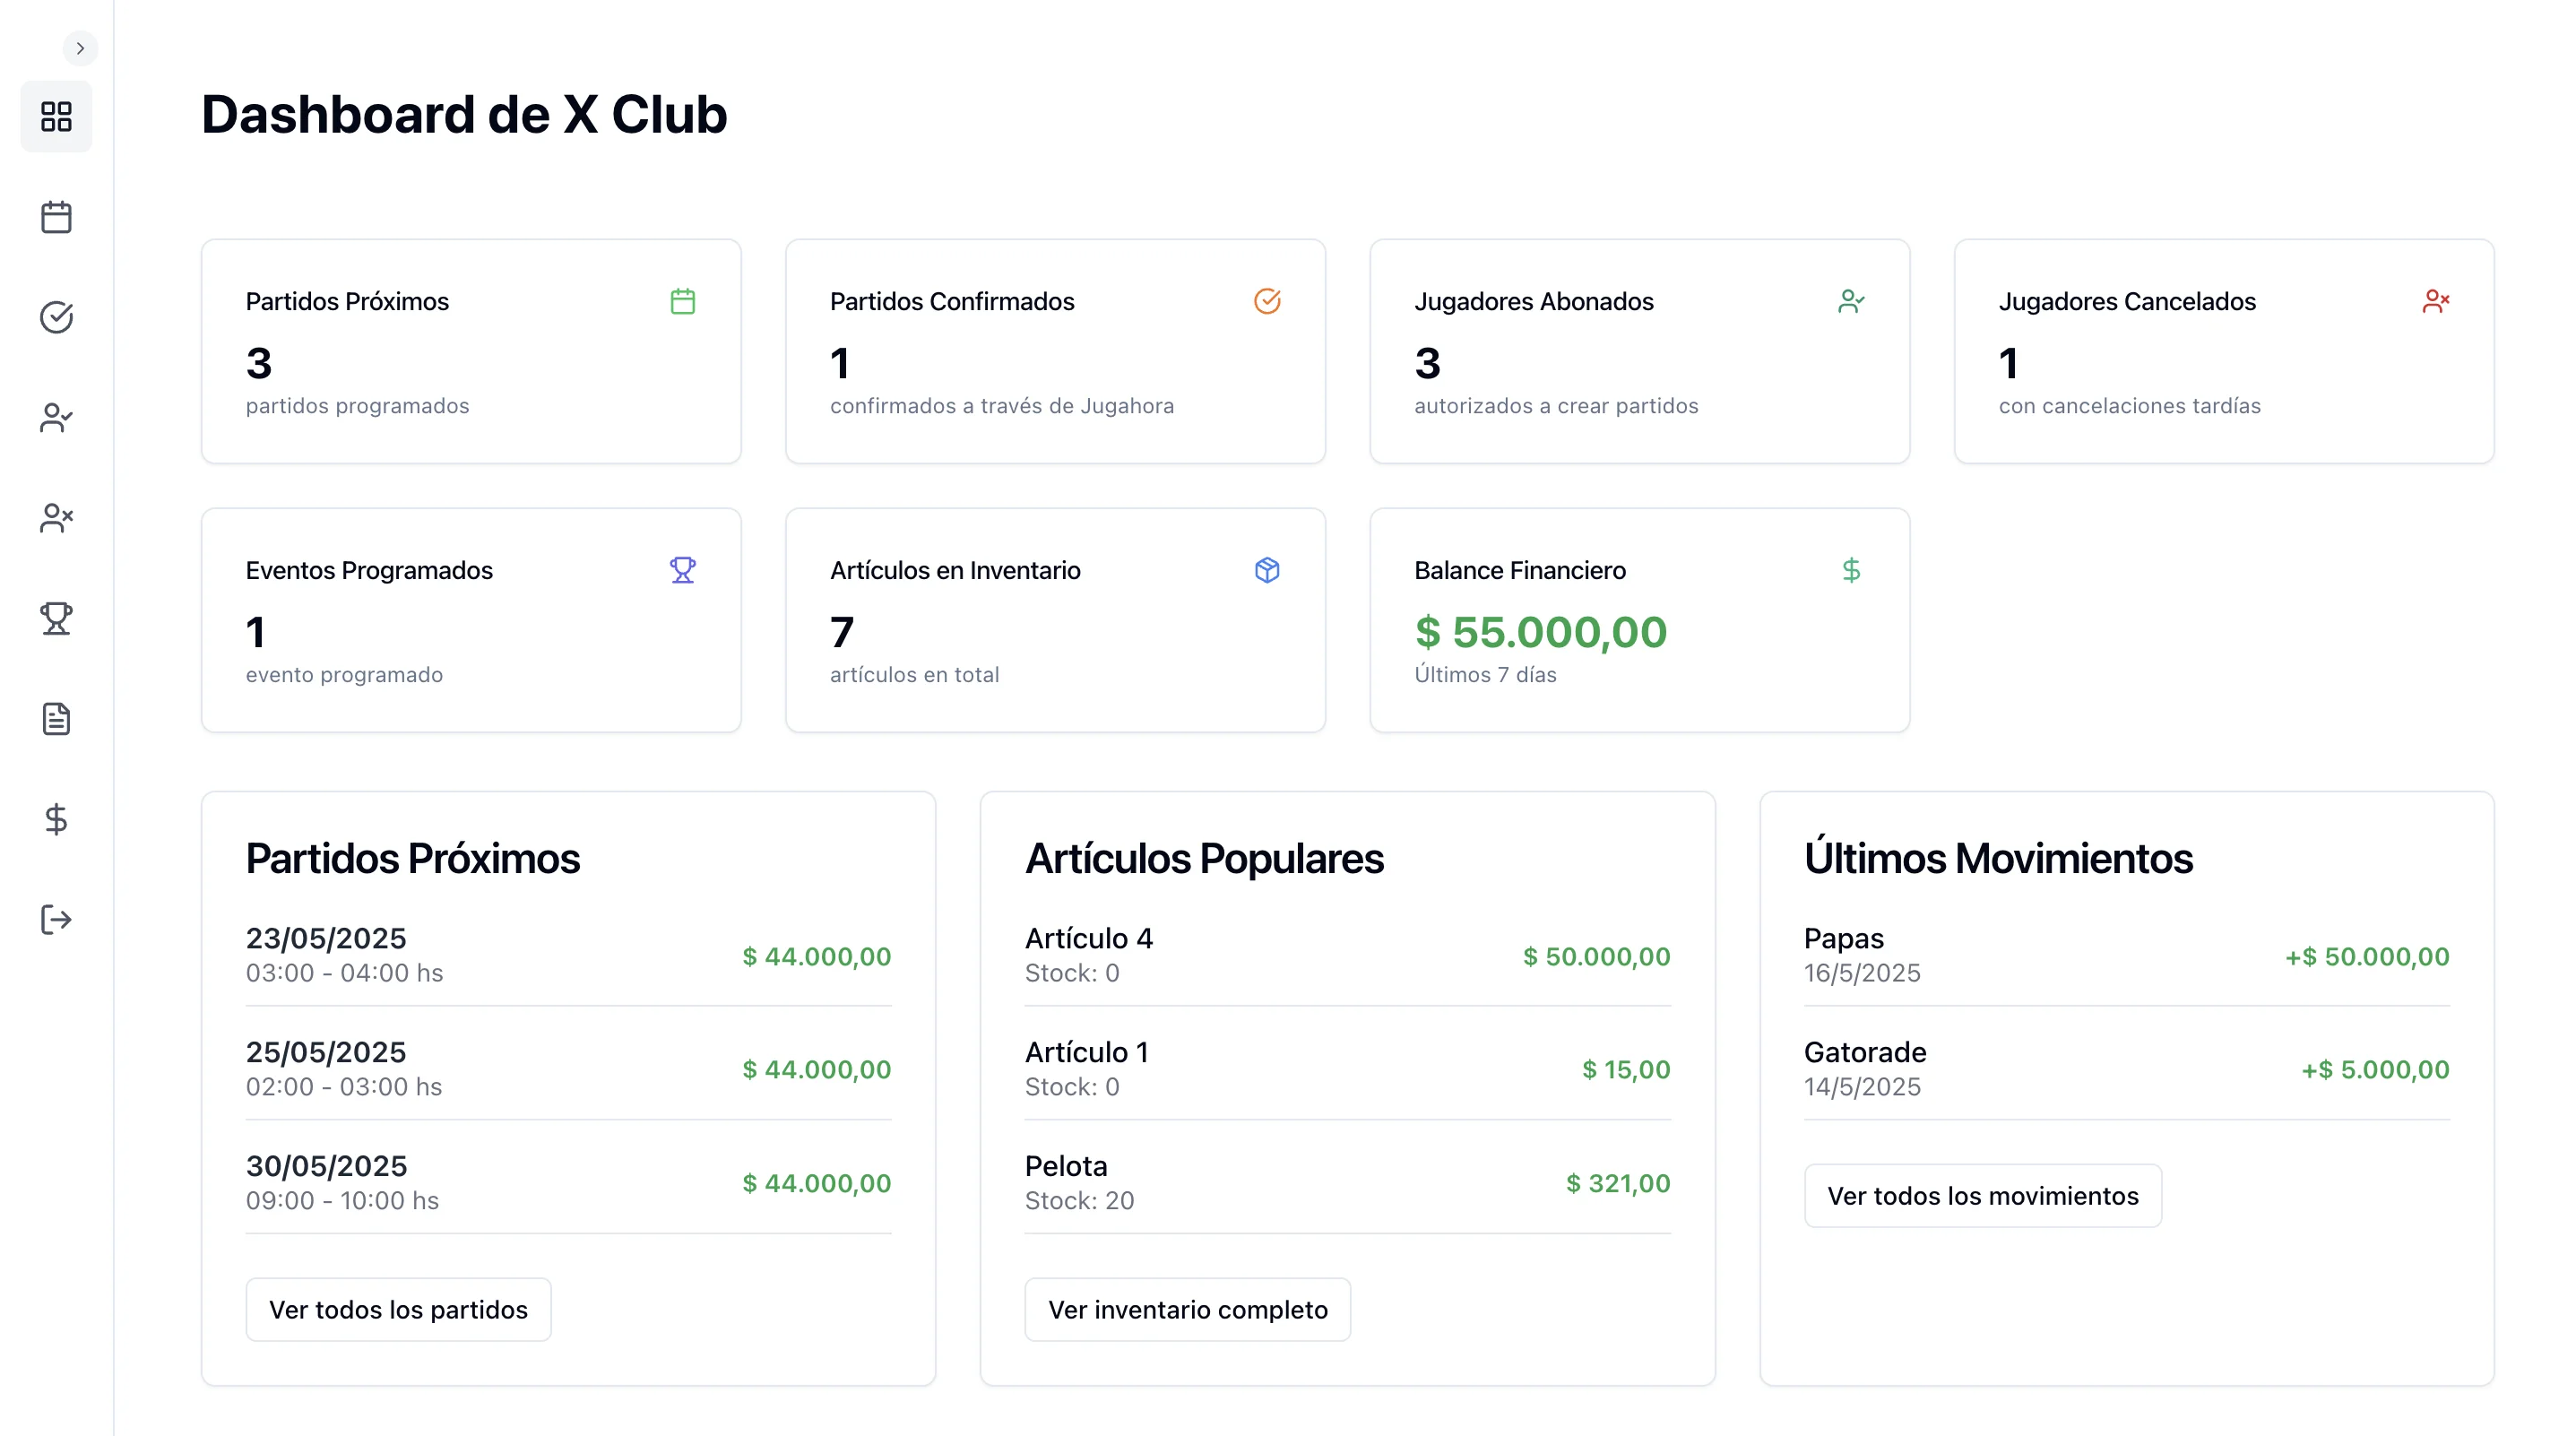 Dashboard de X Club
Partidos Próximos
3
partidos programados
Partidos Confirmados
1
confirmados a través de Jugahora
Jugadores Abonados
3
autorizados a crear partidos
Jugadores Cancelados
1
con cancelaciones tardías
Eventos Programados
1
evento programado
Artículos en Inventario
7
artículos en total
Balance Financiero
$ 55.000,00
Últimos 7 días
Partidos Próximos
23/05/2025
03:00 - 04:00 hs
$ 44.000,00
25/05/2025
02:00 - 03:00 hs
$ 44.000,00
30/05/2025
09:00 - 10:00 hs
$ 44.000,00
Ver todos los partidos
Artículos Populares
Artículo 4
Stock: 0
$ 50.000,00
Artículo 1
Stock: 0
$ 15,00
Pelota
Stock: 20
$ 321,00
Ver inventario completo
Últimos Movimientos
Papas
16/5/2025
+$ 50.000,00
Gatorade
14/5/2025
+$ 5.000,00
Ver todos los movimientos